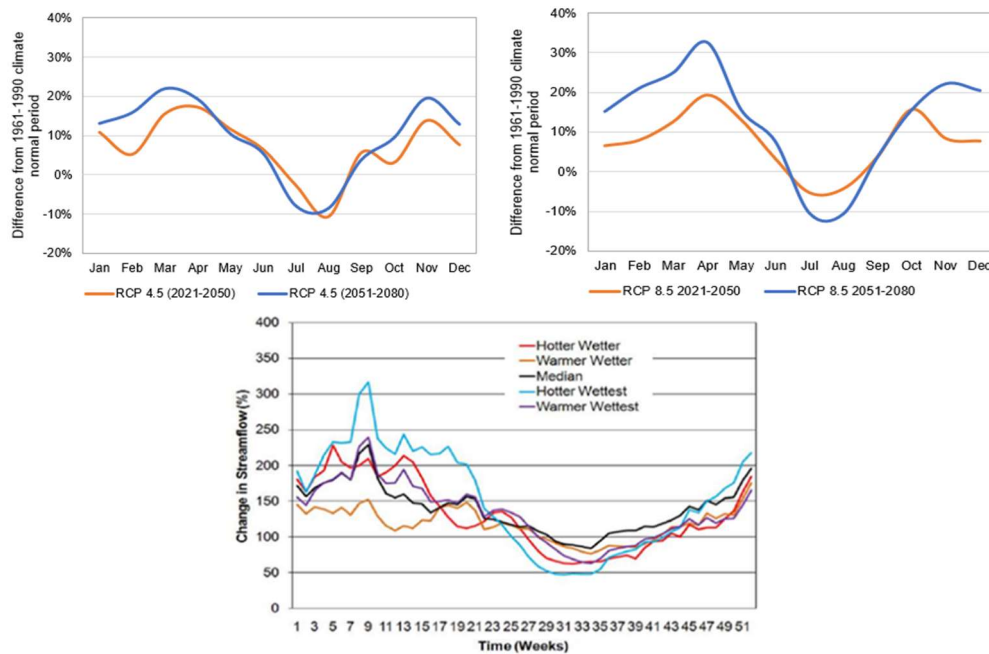 40%
30%
20%
10%
0%
-10%
-20%
Difference from 1961-1990 climate
normal period
Jan Feb Mar Apr May Jun Jul Aug Sep Oct Nov Dec
RCP 4.5 (2021-2050) RCP 4.5 (2051-2080)
40%
30%
20%
10%
0%
-10%
-20%
Difference from 1961-1990 climate
normal period
Jan Feb Mar Apr May Jun Jul Aug Sep Oct Nov Dec
RCP 8.5 2021-2050 RCP 8.5 2051-2080
400
350
300
250
200
150
100
50
0
Change in Streamflow (%)
Hotter Wetter
Warmer Wetter
Median
Hotter Wettest
Warmer Wettest
1 3 5 7 9 11 13 15 17 19 21 23 25 27 29 31 33 35 37 39 41 43 45 47 49 51
Time (Weeks)